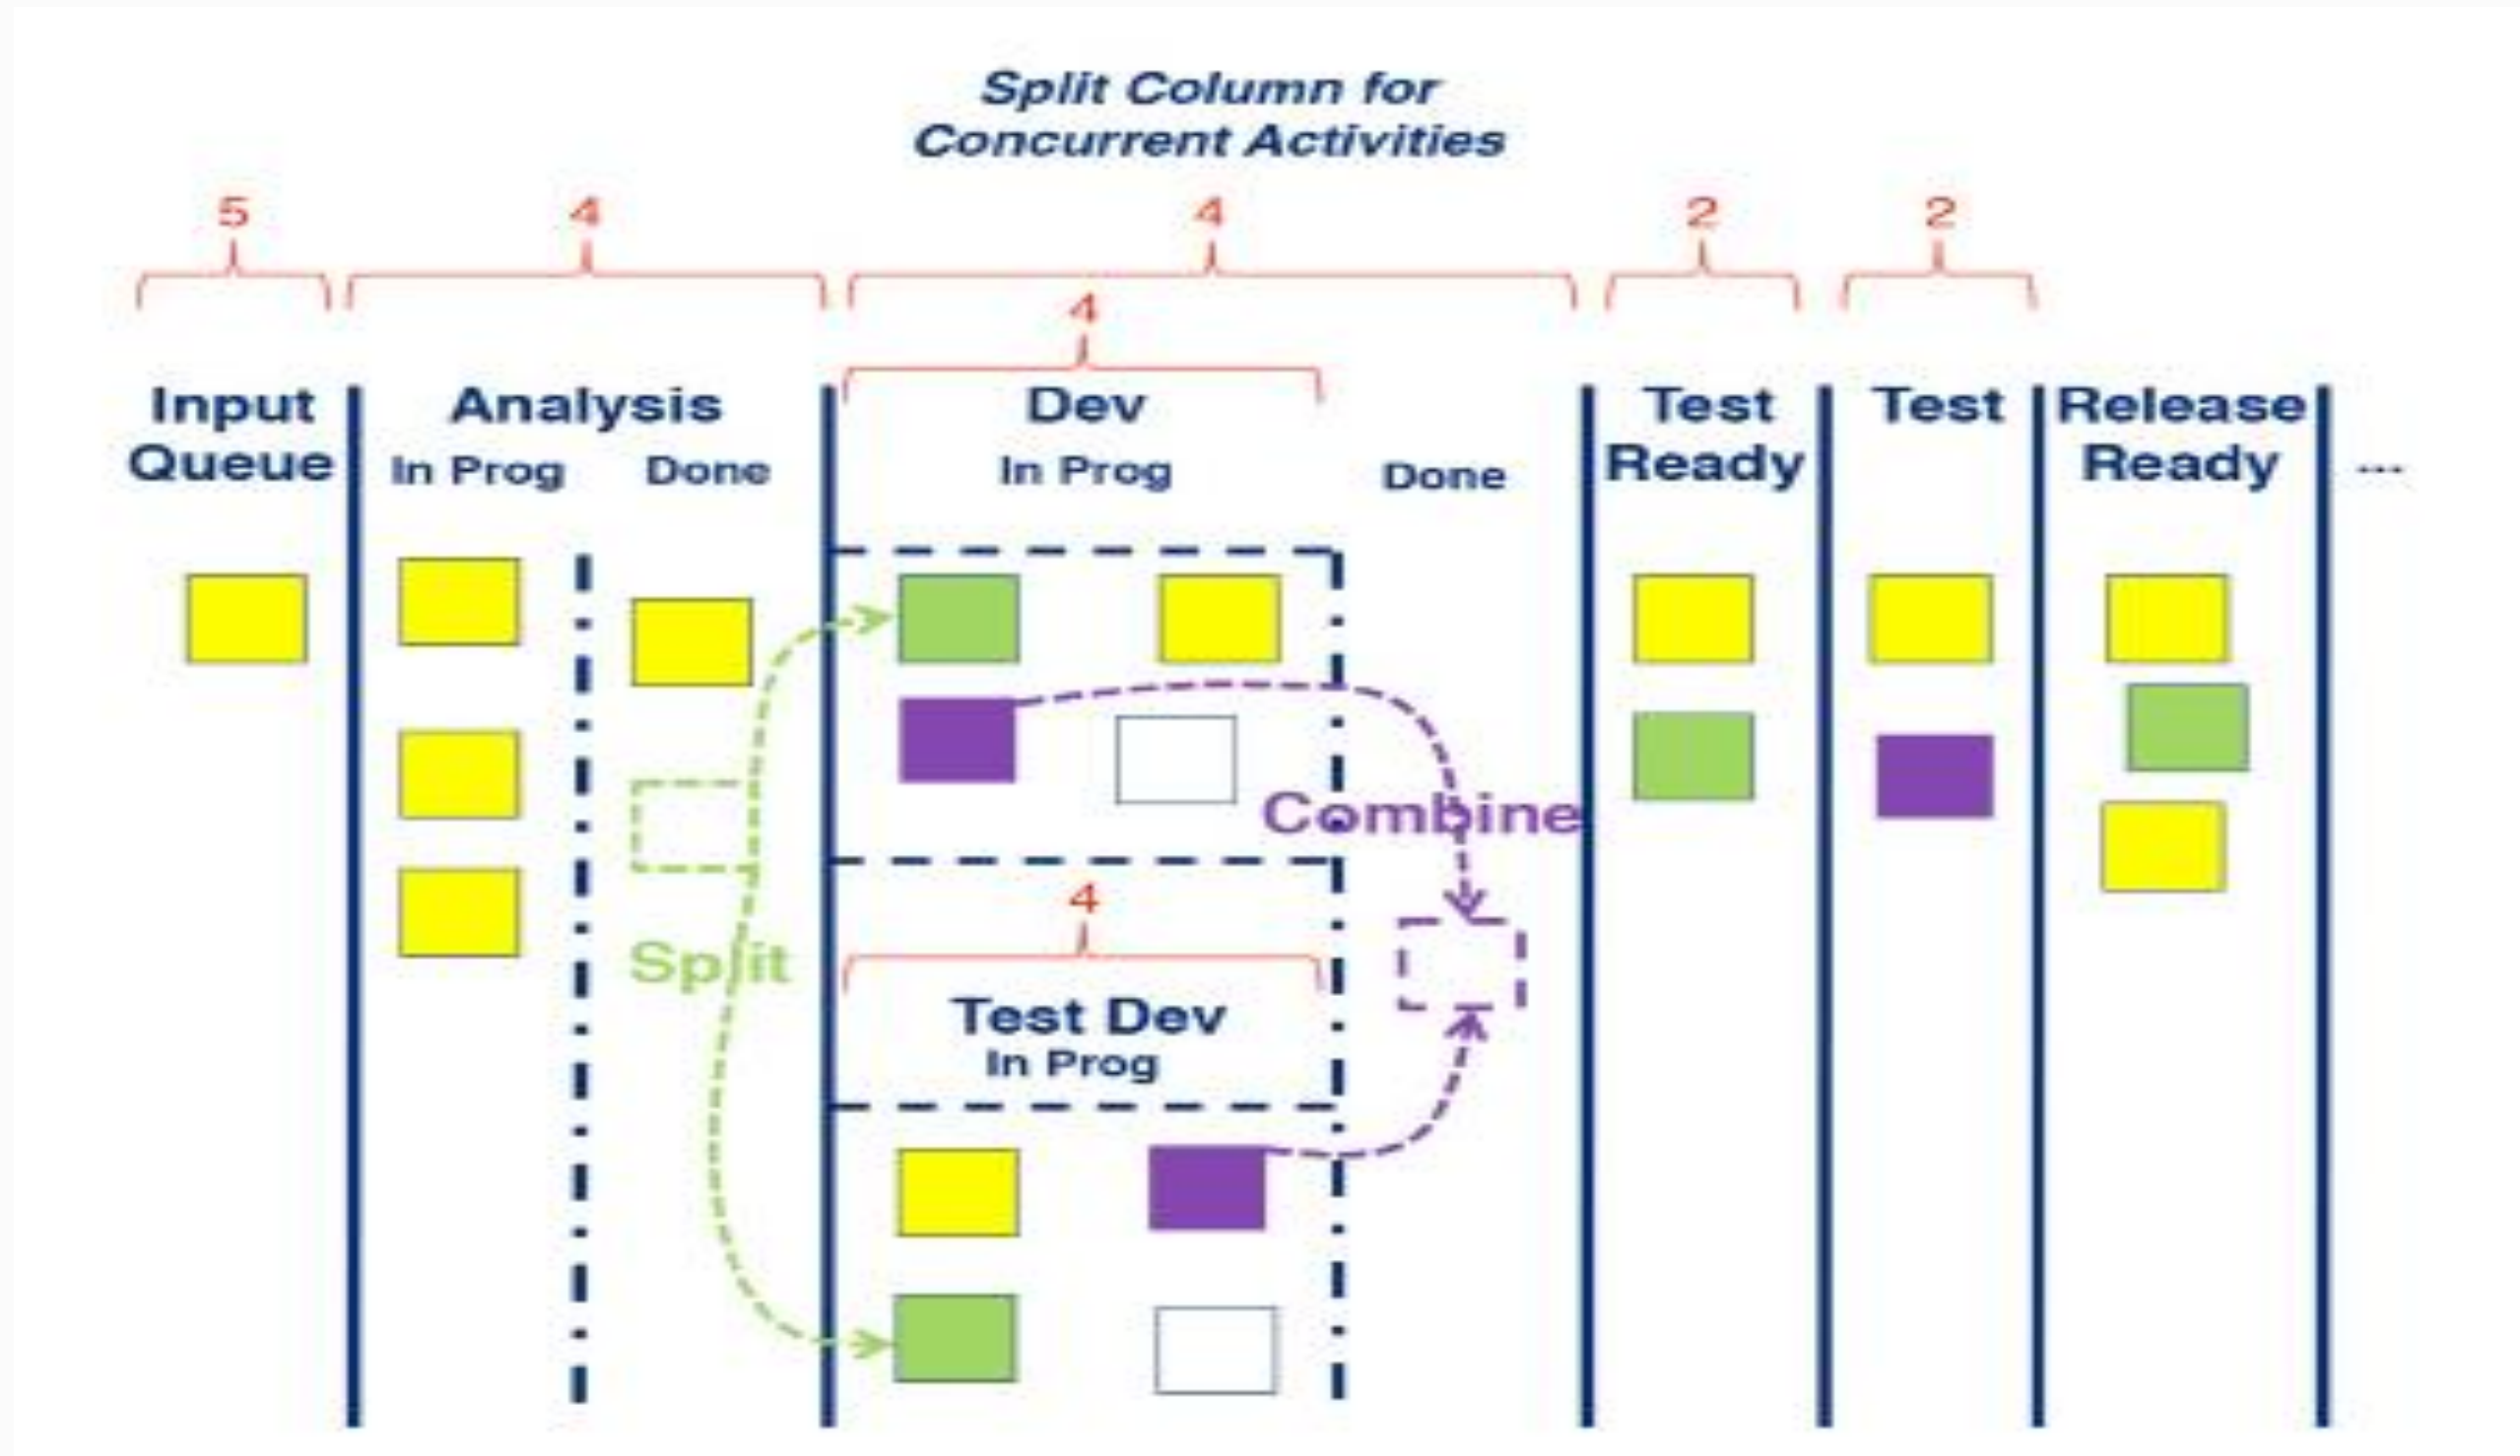 Split Column for
Concurrent Activities
5
4
4
2
2
4
Input
Queue
Analysis
In Prog
Done
Dev
In Prog
Done
Test
Ready
Test
Release
Ready
...
Combine
Split
4
Test Dev
In Prog